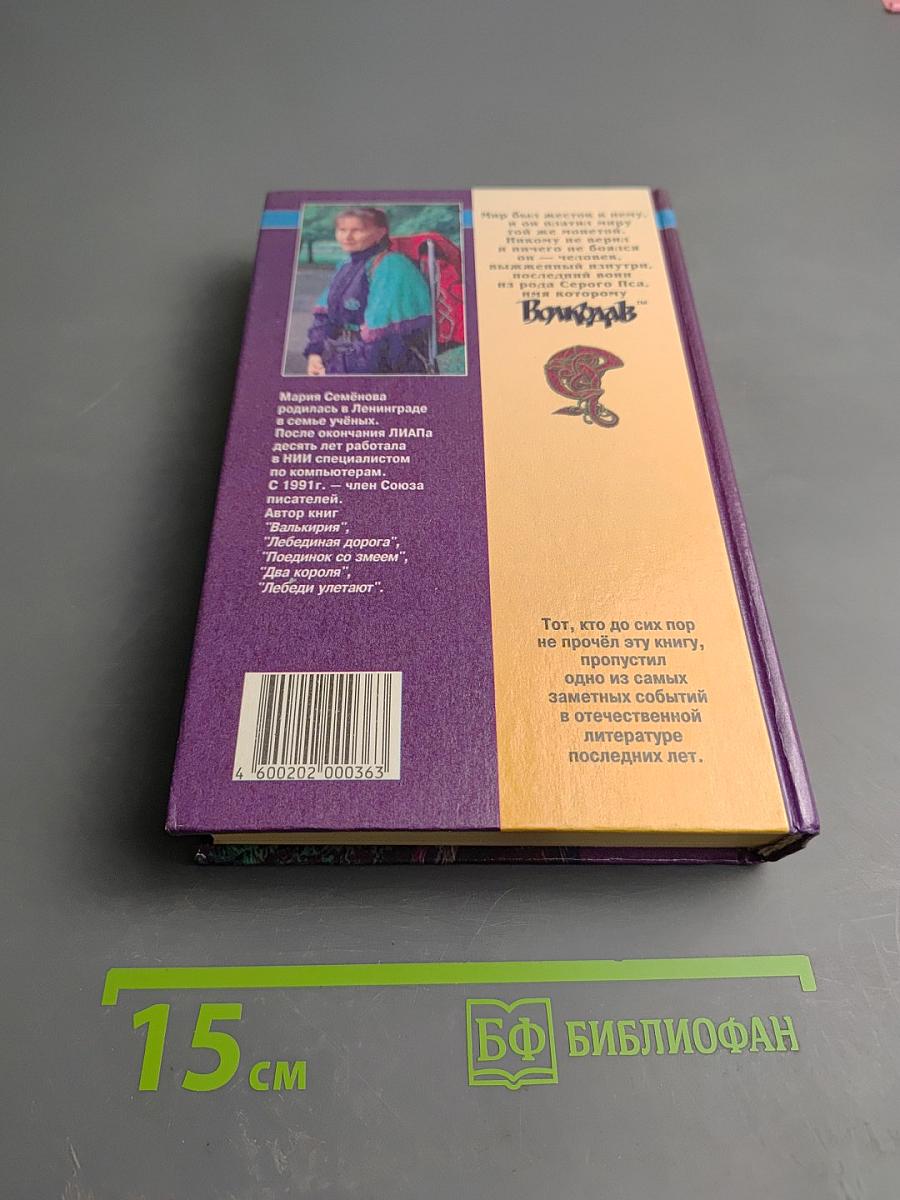 Мир был жесток к нему,
и он платил миру
той же монетой.
Никому не верил
и ничего не боялся
он — человек,
выжженный изнутри,
последний воин
из рода Серого Пса,
имя которому
Волкодав™
Мария Семёнова
родилась в Ленинграде
в семье учёных.
После окончания ЛИАПа
десять лет работала
в НИИ специалистом
по компьютерам.
С 1991г. — член Союза
писателей.
Автор книг
"Валькирия",
"Лебединая дорога",
"Поединок со змеем",
"Два короля",
"Лебеди улетают".
Тот, кто до сих пор
не прочёл эту книгу,
пропустил
одно из самых
заметных событий
в отечественной
литературе
последних лет.
4 600202 000363
15 см
БФ БИБЛИОФАН